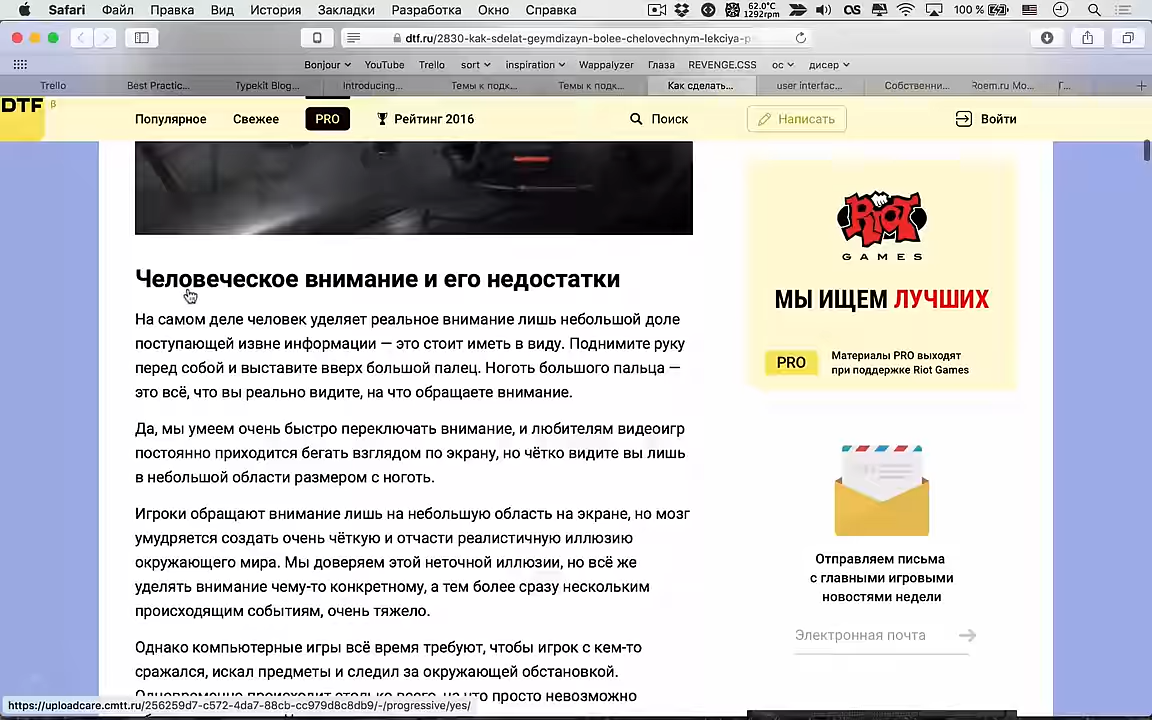 Safari Файл Правка Вид История Закладки Разработка Окно Справка
62.0°C
1292rpm
100 %
dtf.ru/2830-kak-sdelat-geymdizayn-bolee-chelovechnym-lekciya-p
Bonjour YouTube Trello sort inspiration Wappalyzer Глаза REVENGE.CSS ос дисер
Trello Best Practic... Typekit Blog... Introducing... Темы к подк... Темы к подк... Как сделать... user interfac... Собственни... Roem.ru Mo... Г...
DTF β
Популярное Свежее PRO Рейтинг 2016 Поиск Написать Войти
Человеческое внимание и его недостатки
На самом деле человек уделяет реальное внимание лишь небольшой доле
поступающей извне информации — это стоит иметь в виду. Поднимите руку
перед собой и выставите вверх большой палец. Ноготь большого пальца —
это всё, что вы реально видите, на что обращаете внимание.
Да, мы умеем очень быстро переключать внимание, и любителям видеоигр
постоянно приходится бегать взглядом по экрану, но чётко видите вы лишь
в небольшой области размером с ноготь.
Игроки обращают внимание лишь на небольшую область на экране, но мозг
умудряется создать очень чёткую и отчасти реалистичную иллюзию
окружающего мира. Мы доверяем этой неточной иллюзии, но всё же
уделять внимание чему-то конкретному, а тем более сразу нескольким
происходящим событиям, очень тяжело.
Однако компьютерные игры всё время требуют, чтобы игрок с кем-то
сражался, искал предметы и следил за окружающей обстановкой.
Одновременно происходит столько всего, на что просто невозможно
RIOT
GAMES
МЫ ИЩЕМ ЛУЧШИХ
PRO
Материалы PRO выходят
при поддержке Riot Games
Отправляем письма
с главными игровыми
новостями недели
Электронная почта
https://uploadcare.cmtt.ru/256259d7-c572-4da7-88cb-cc979d8c8db9/-/progressive/yes/